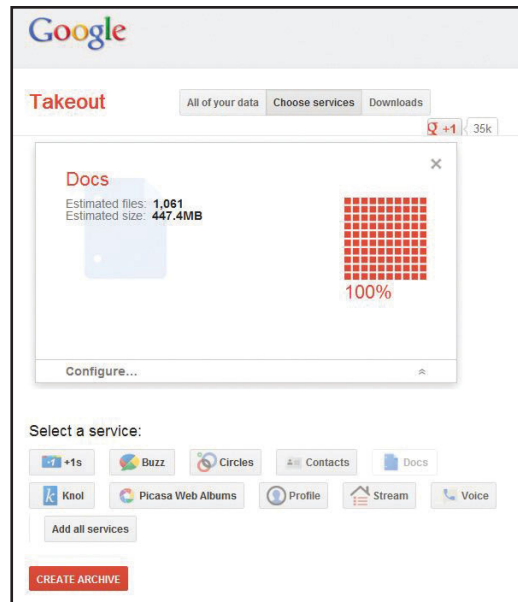 Google
Takeout
All of your data Choose services Downloads
+1 35k
Docs
Estimated files: 1,061
Estimated size: 447.4MB
100%
Configure...
Select a service:
+1s Buzz Circles Contacts Docs
Knol Picasa Web Albums Profile Stream Voice
Add all services
CREATE ARCHIVE